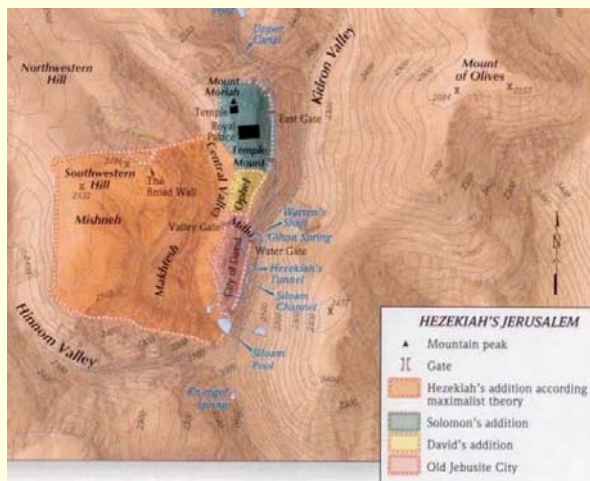 Upper
Canal
Northwestern
Hill
Kidron Valley
Mount
of Olives
Mount
Moriah
Temple
Royal
Palace
East Gate
Temple
Mount
Central Valley
Southwestern
Hill
The
Broad Wall
Mishneh
Ophel
Warren's
Shaft
Valley Gate
Millo
Gihon Spring
Water Gate
City of David
Makhtesh
Hezekiah's
Tunnel
Siloam
Channel
Hinnom Valley
Siloam
Pool
En-rogel
spring
N
HEZEKIAH'S JERUSALEM
Mountain peak
Gate
Hezekiah's addition according
maximalist theory
Solomon's addition
David's addition
Old Jebusite City